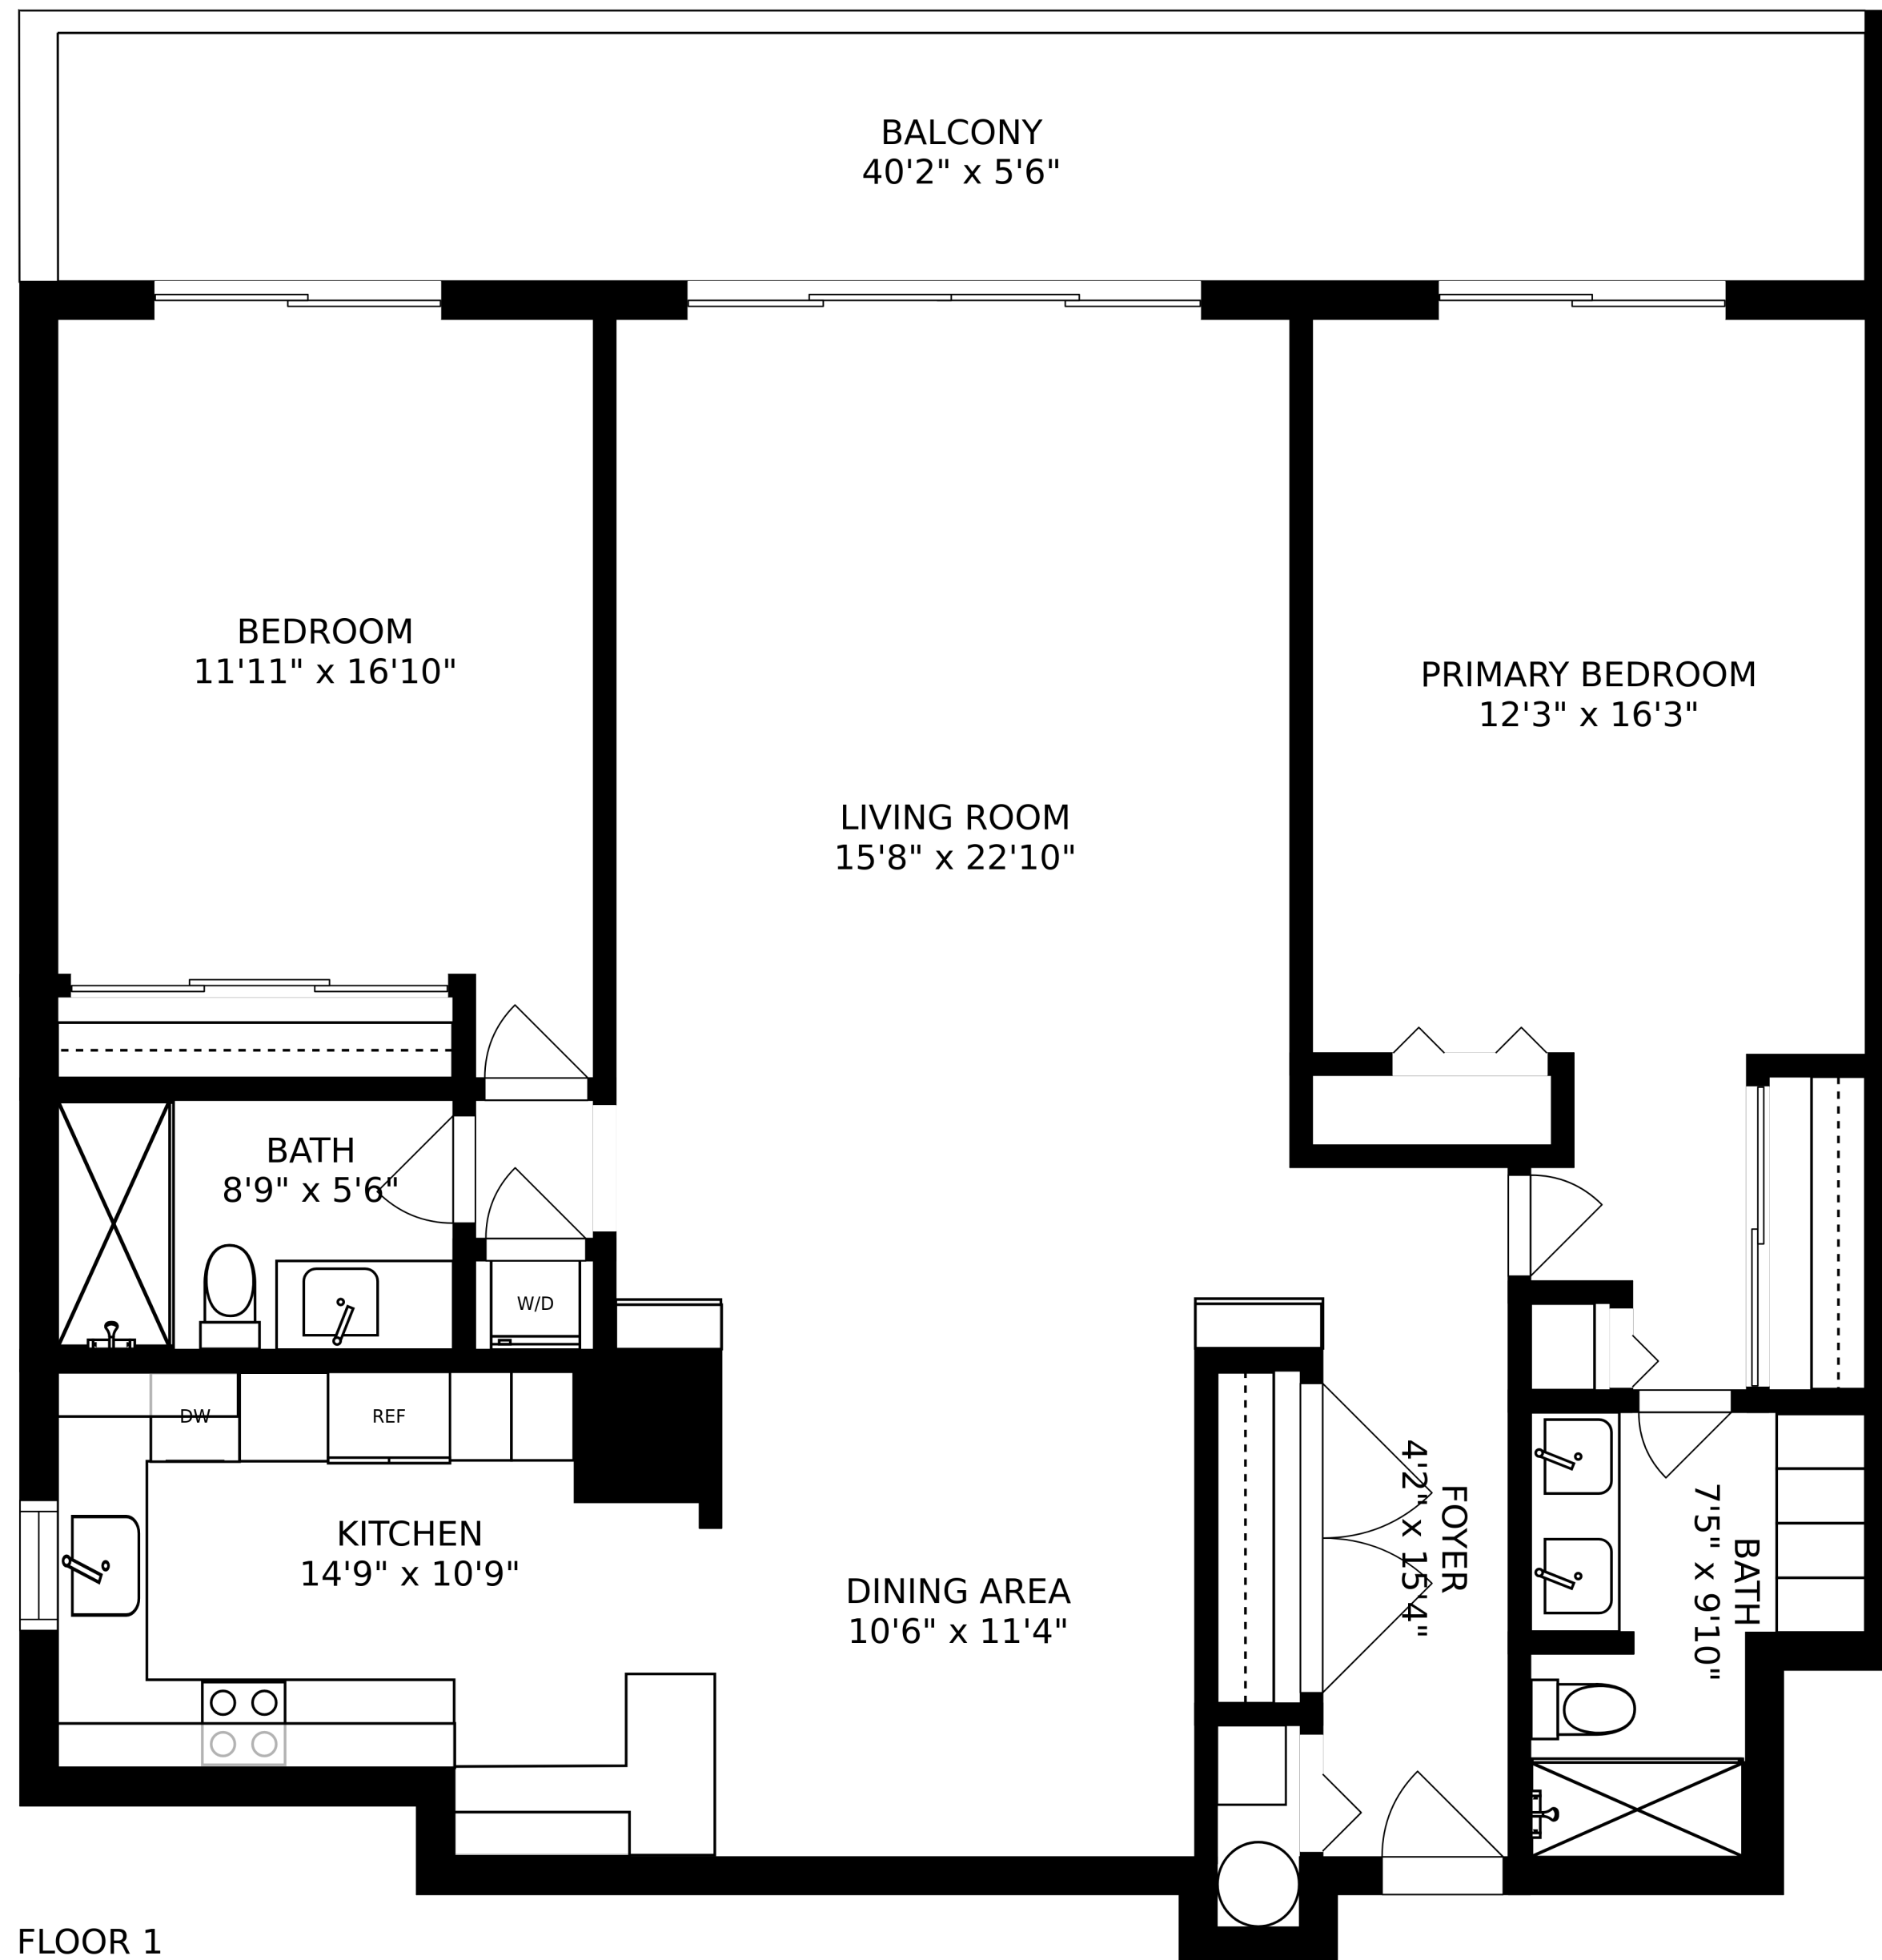 BALCONY
40'2" x 5'6"
BEDROOM
11'11" x 16'10"
PRIMARY BEDROOM
12'3" x 16'3"
LIVING ROOM
15'8" x 22'10"
BATH
8'9" x 5'6"
W/D
DW
REF
KITCHEN
14'9" x 10'9"
DINING AREA
10'6" x 11'4"
FOYER
4'2" x 15'4"
BATH
7'5" x 9'10"
FLOOR 1